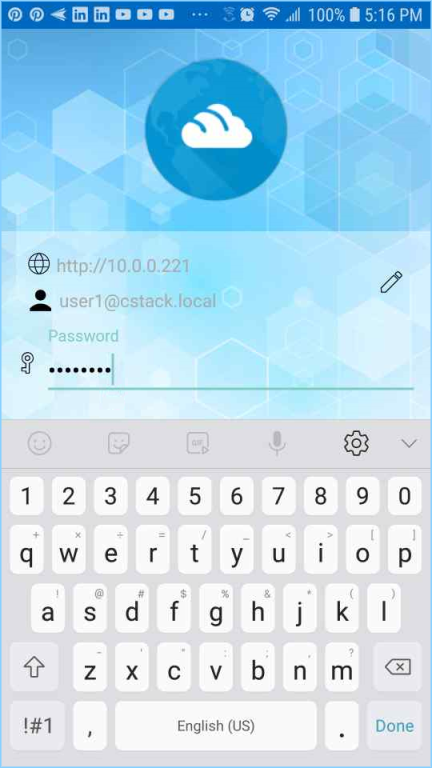 100% 5:16 PM
http://10.0.0.221
user1@cstack.local
Password
••••••••
GIF
1 2 3 4 5 6 7 8 9 0
+ × ÷ = / _ < > [ ]
q w e r t y u i o p
! @ # $ % ^ & * ( )
a s d f g h j k l
- ' " : ; , ?
z x c v b n m
!#1 , English (US) . Done